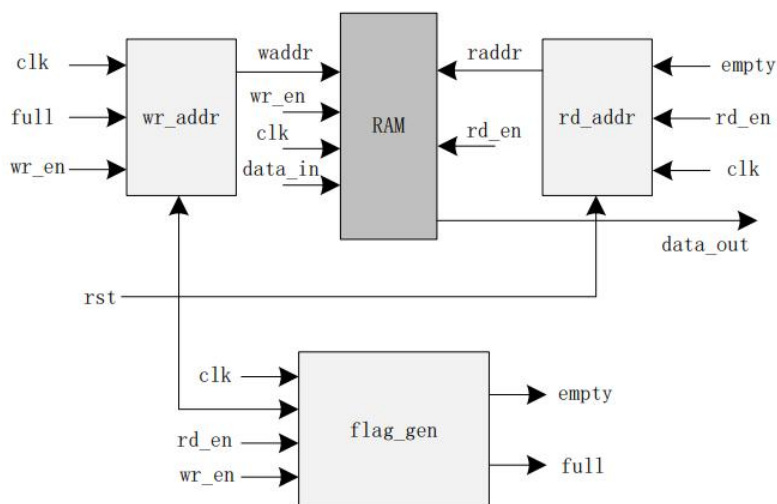 clk
full
wr_en
wr_addr
waddr
wr_en
clk
data_in
RAM
raddr
rd_en
rd_addr
empty
rd_en
clk
data_out
rst
clk
rd_en
wr_en
flag_gen
empty
full